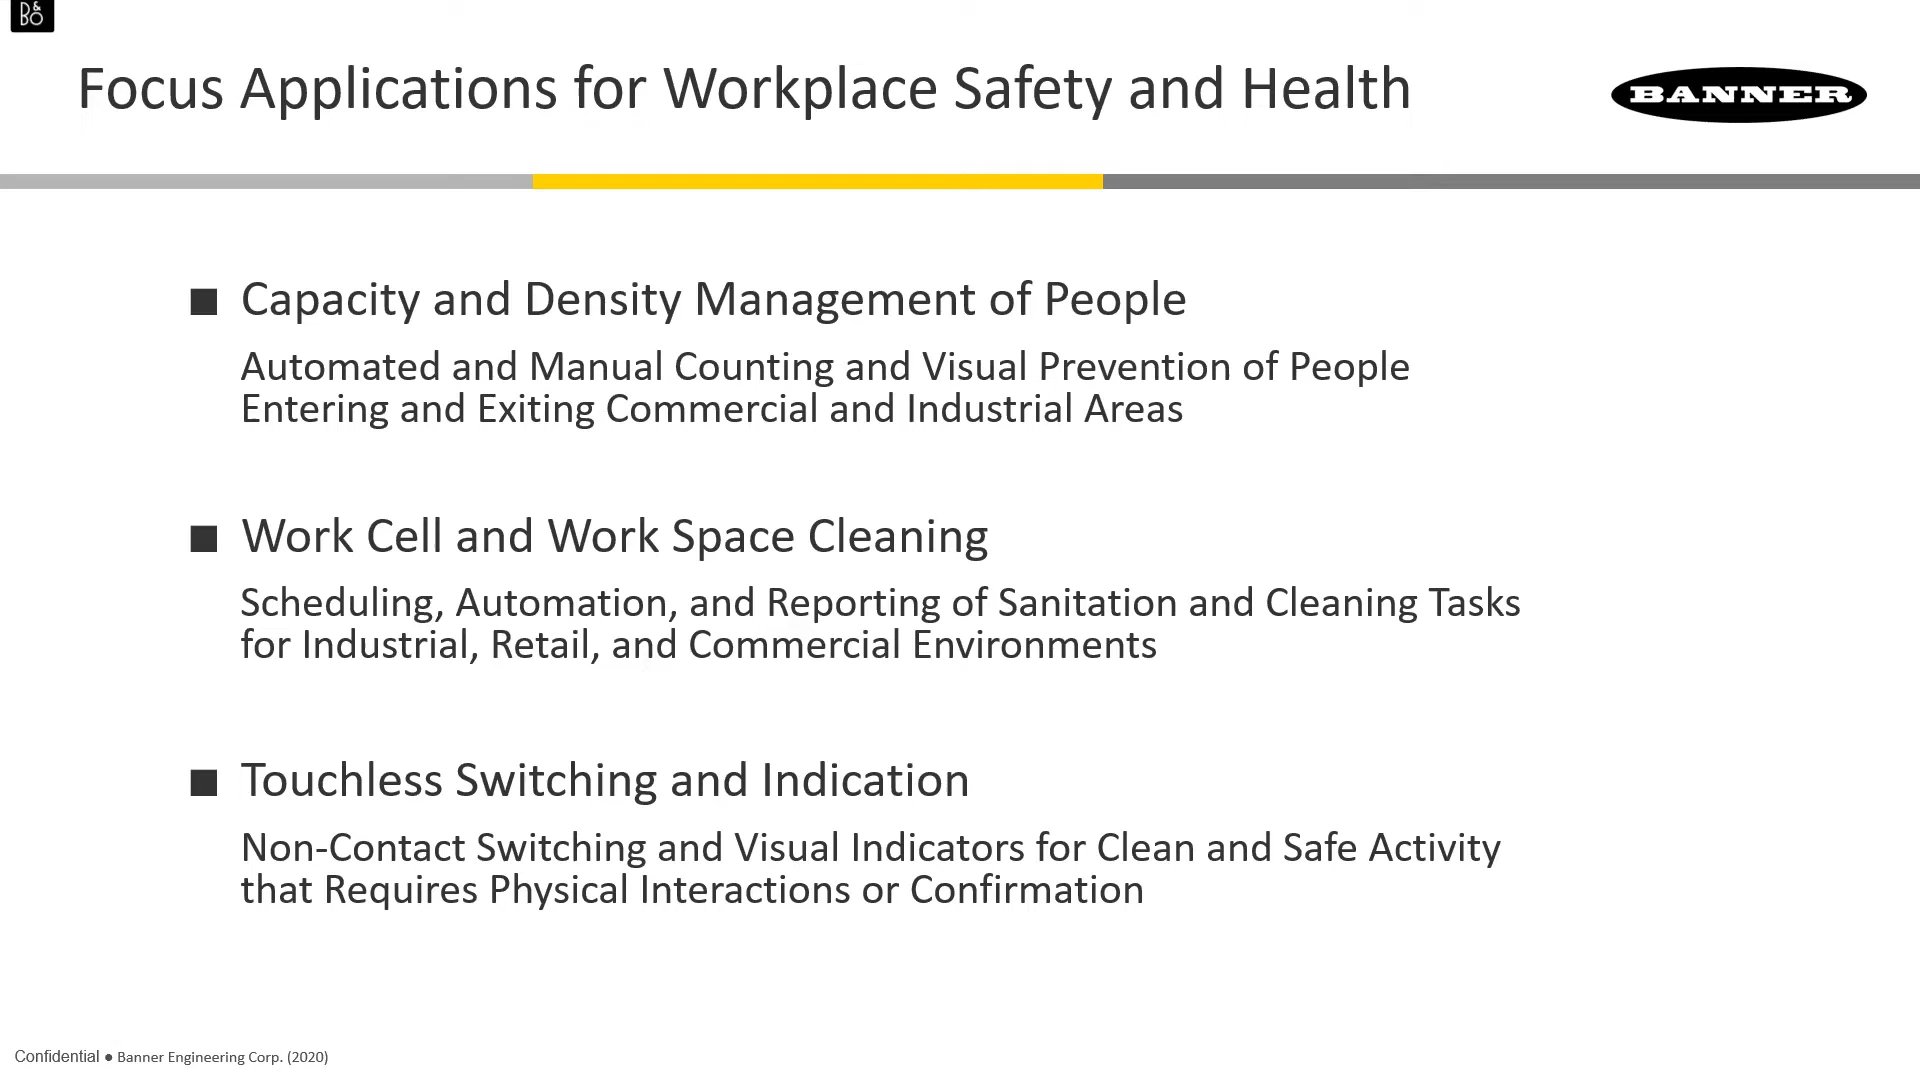 B&O
Focus Applications for Workplace Safety and Health
BANNER
■ Capacity and Density Management of People
Automated and Manual Counting and Visual Prevention of People
Entering and Exiting Commercial and Industrial Areas
■ Work Cell and Work Space Cleaning
Scheduling, Automation, and Reporting of Sanitation and Cleaning Tasks
for Industrial, Retail, and Commercial Environments
■ Touchless Switching and Indication
Non-Contact Switching and Visual Indicators for Clean and Safe Activity
that Requires Physical Interactions or Confirmation
Confidential ● Banner Engineering Corp. (2020)